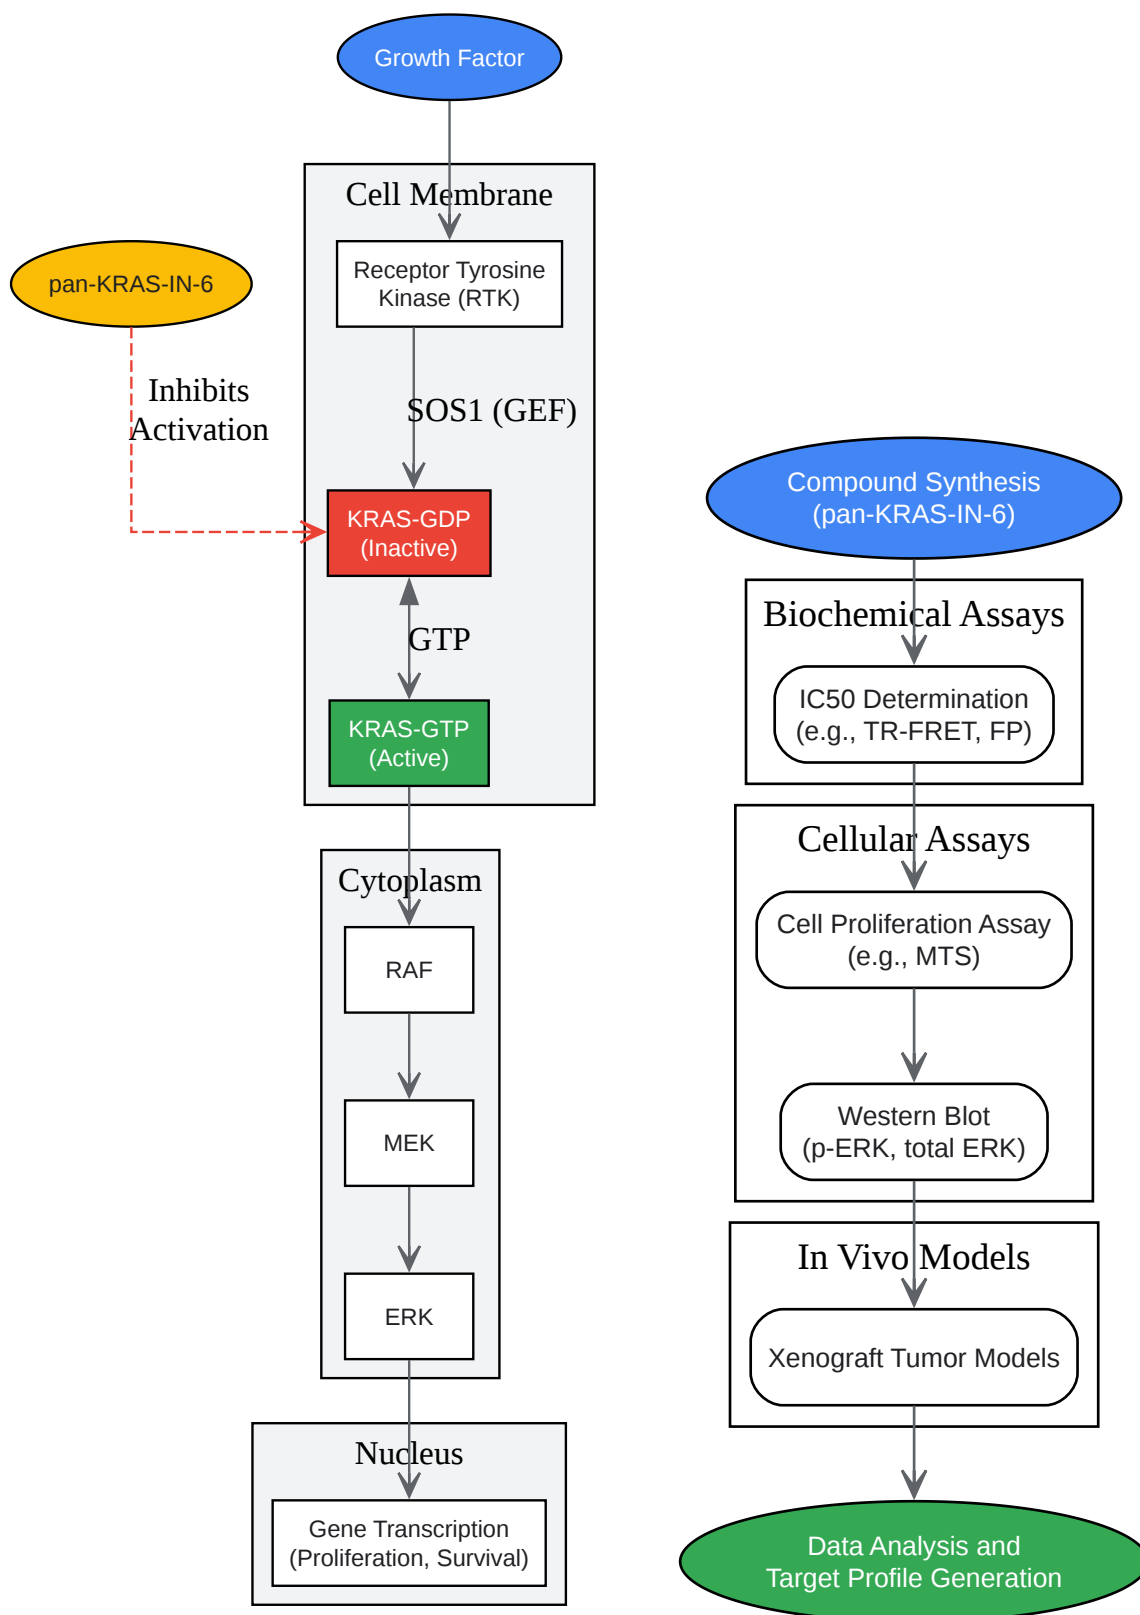 Growth Factor
Cell Membrane
Receptor Tyrosine
Kinase (RTK)
pan-KRAS-IN-6
Inhibits
Activation
SOS1 (GEF)
KRAS-GDP
(Inactive)
GTP
KRAS-GTP
(Active)
Cytoplasm
RAF
MEK
ERK
Nucleus
Gene Transcription
(Proliferation, Survival)
Compound Synthesis
(pan-KRAS-IN-6)
Biochemical Assays
IC50 Determination
(e.g., TR-FRET, FP)
Cellular Assays
Cell Proliferation Assay
(e.g., MTS)
Western Blot
(p-ERK, total ERK)
In Vivo Models
Xenograft Tumor Models
Data Analysis and
Target Profile Generation